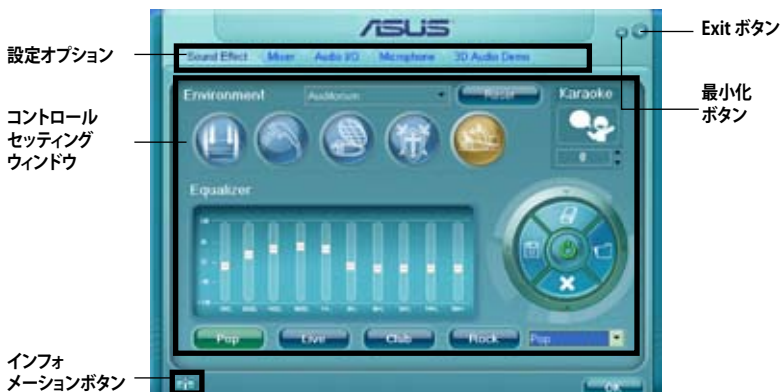 ASUS
Exit ボタン
設定オプション
Sound Effect Mixer Audio I/O Microphone 3D Audio Demo
最小化
ボタン
Environment Auditorium Reset Karaoke
コントロール
セッティング
ウィンドウ
0
Equalizer
Pop Live Club Rock Pop
インフォ
メーションボタン
OK